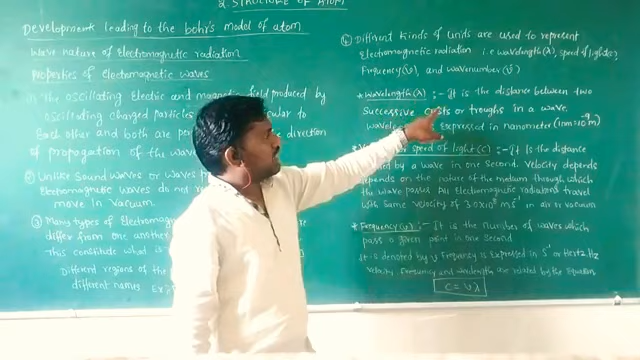 2 STRUCTURE OF ATOM
Development leading to the bohr's model of atom
Wave nature of Electromagnetic radiation
Properties of Electromagnetic waves
the oscillating Electric and magnetic field produced by
oscillating charged particles to
Each other and both are direction
of propagation of the
② Unlike Sound waves or
Electromagnetic waves do not
move in Vacuum
③ Many types of Electromag
differ from one another
This constitute what is
Different regions of the
different names. Ex:
④ Different Kinds of Units are used to represent
Electromagnetic radiation i.e wavelength(λ), speed of light(c)
Frequency(ν), and wavenumber(ν̄)
* wavelength(λ) :- It is the distance between two
Successive crests or troughs in a wave
Expressed in nanometer (1nm=10⁻⁹m)
speed of light(c) :- It is the distance
by a wave in one Second. Velocity depends
depends on the nature of the medium through which
the wave passes All Electromagnetic Radiations travel
with Same velocity of 3.0×10⁸ ms⁻¹ in air or vacuum
* Frequency(ν) :- It is the number of waves which
pass a given point in one Second
It is denoted by ν Frequency is Expressed in S⁻¹ or Hertz, Hz
Velocity Frequency and wavelength are related by the Equation
C = νλ